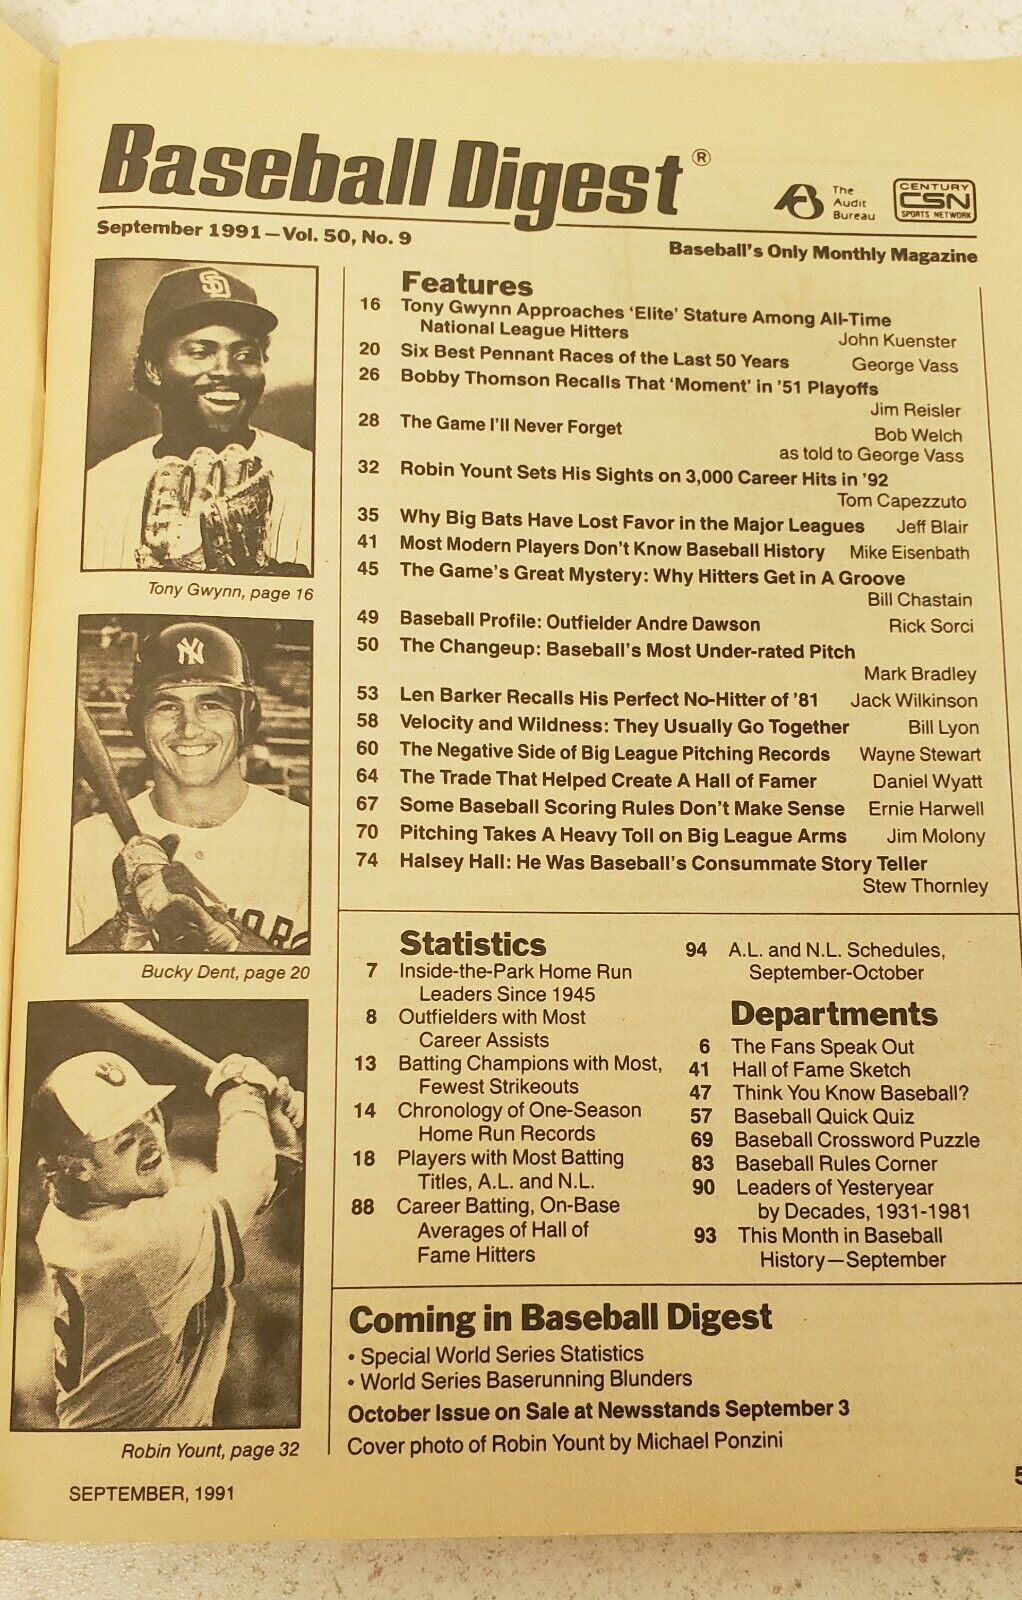 Baseball Digest®
The
Audit
Bureau
CENTURY
CSN
SPORTS NETWORK
September 1991—Vol. 50, No. 9
Baseball's Only Monthly Magazine
SD
Tony Gwynn, page 16
NY
Bucky Dent, page 20
Robin Yount, page 32
Features
16 Tony Gwynn Approaches 'Elite' Stature Among All-Time
National League Hitters John Kuenster
20 Six Best Pennant Races of the Last 50 Years George Vass
26 Bobby Thomson Recalls That 'Moment' in '51 Playoffs
Jim Reisler
28 The Game I'll Never Forget Bob Welch
as told to George Vass
32 Robin Yount Sets His Sights on 3,000 Career Hits in '92
Tom Capezzuto
35 Why Big Bats Have Lost Favor in the Major Leagues Jeff Blair
41 Most Modern Players Don't Know Baseball History Mike Eisenbath
45 The Game's Great Mystery: Why Hitters Get in A Groove
Bill Chastain
49 Baseball Profile: Outfielder Andre Dawson Rick Sorci
50 The Changeup: Baseball's Most Under-rated Pitch
Mark Bradley
53 Len Barker Recalls His Perfect No-Hitter of '81 Jack Wilkinson
58 Velocity and Wildness: They Usually Go Together Bill Lyon
60 The Negative Side of Big League Pitching Records Wayne Stewart
64 The Trade That Helped Create A Hall of Famer Daniel Wyatt
67 Some Baseball Scoring Rules Don't Make Sense Ernie Harwell
70 Pitching Takes A Heavy Toll on Big League Arms Jim Molony
74 Halsey Hall: He Was Baseball's Consummate Story Teller
Stew Thornley
Statistics
7 Inside-the-Park Home Run
Leaders Since 1945
8 Outfielders with Most
Career Assists
13 Batting Champions with Most,
Fewest Strikeouts
14 Chronology of One-Season
Home Run Records
18 Players with Most Batting
Titles, A.L. and N.L.
88 Career Batting, On-Base
Averages of Hall of
Fame Hitters
94 A.L. and N.L. Schedules,
September-October
Departments
6 The Fans Speak Out
41 Hall of Fame Sketch
47 Think You Know Baseball?
57 Baseball Quick Quiz
69 Baseball Crossword Puzzle
83 Baseball Rules Corner
90 Leaders of Yesteryear
by Decades, 1931-1981
93 This Month in Baseball
History—September
Coming in Baseball Digest
• Special World Series Statistics
• World Series Baserunning Blunders
October Issue on Sale at Newsstands September 3
Cover photo of Robin Yount by Michael Ponzini
SEPTEMBER, 1991
5